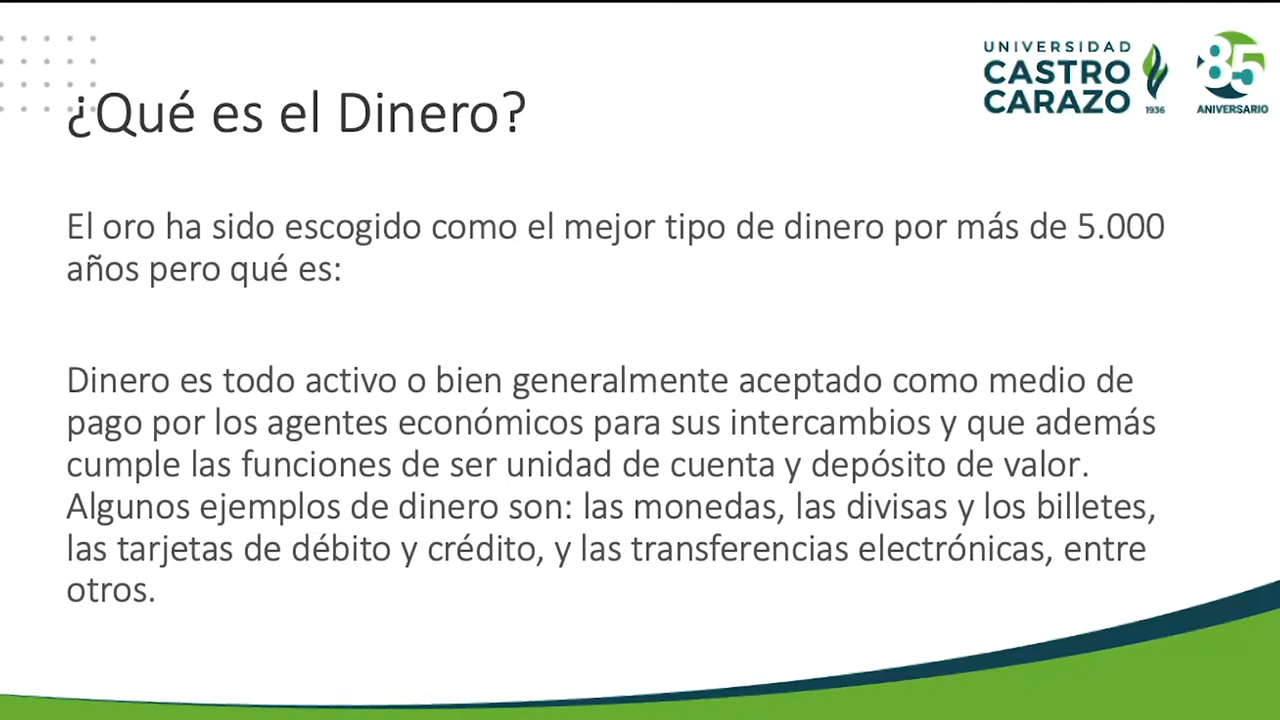 UNIVERSIDAD
CASTRO
CARAZO
1936
85
ANIVERSARIO
¿Qué es el Dinero?
El oro ha sido escogido como el mejor tipo de dinero por más de 5.000
años pero qué es:
Dinero es todo activo o bien generalmente aceptado como medio de
pago por los agentes económicos para sus intercambios y que además
cumple las funciones de ser unidad de cuenta y depósito de valor.
Algunos ejemplos de dinero son: las monedas, las divisas y los billetes,
las tarjetas de débito y crédito, y las transferencias electrónicas, entre
otros.